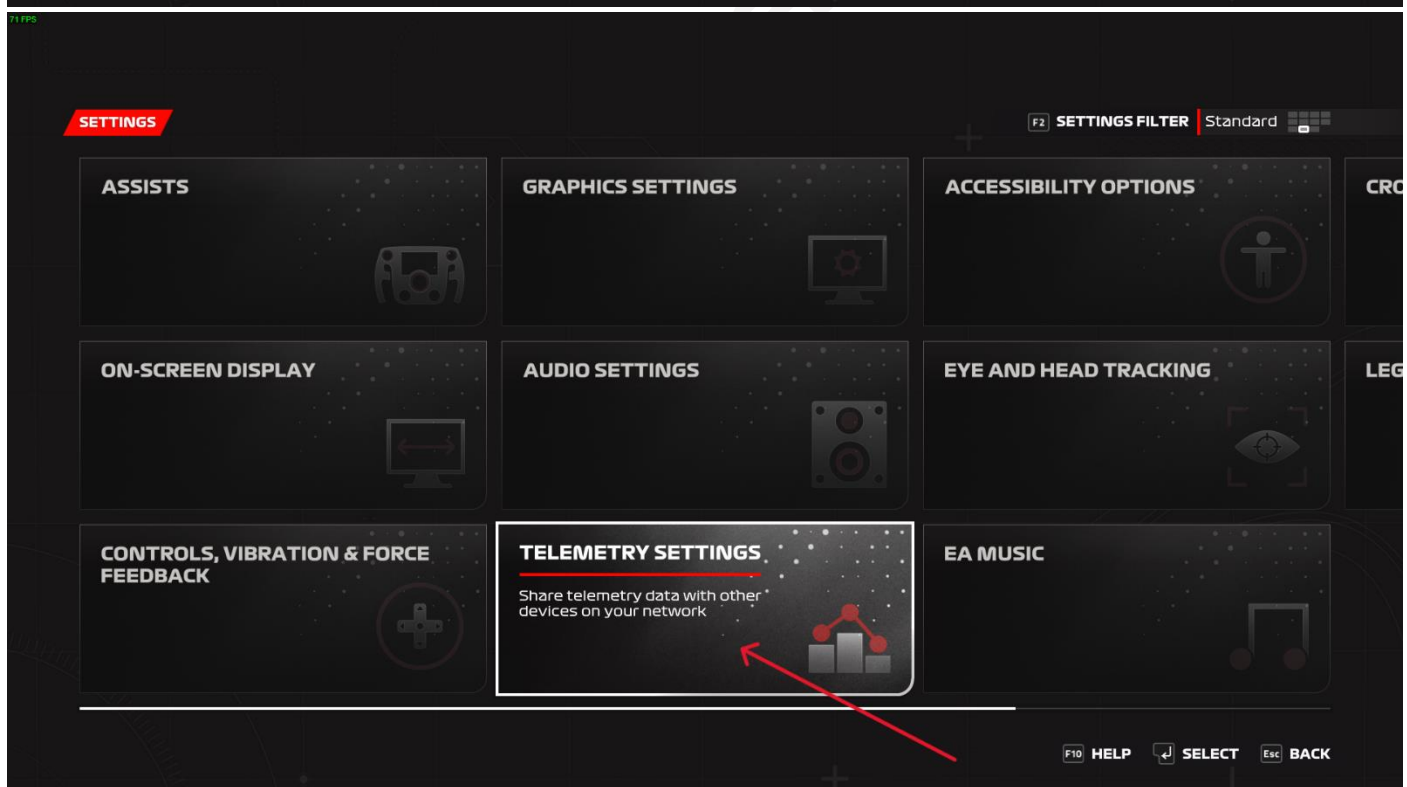 71 FPS
SETTINGS
F2 SETTINGS FILTER Standard
ASSISTS
GRAPHICS SETTINGS
ACCESSIBILITY OPTIONS
CRO
ON-SCREEN DISPLAY
AUDIO SETTINGS
EYE AND HEAD TRACKING
LEG
CONTROLS, VIBRATION & FORCE
FEEDBACK
TELEMETRY SETTINGS
Share telemetry data with other
devices on your network
EA MUSIC
F10 HELP SELECT Esc BACK